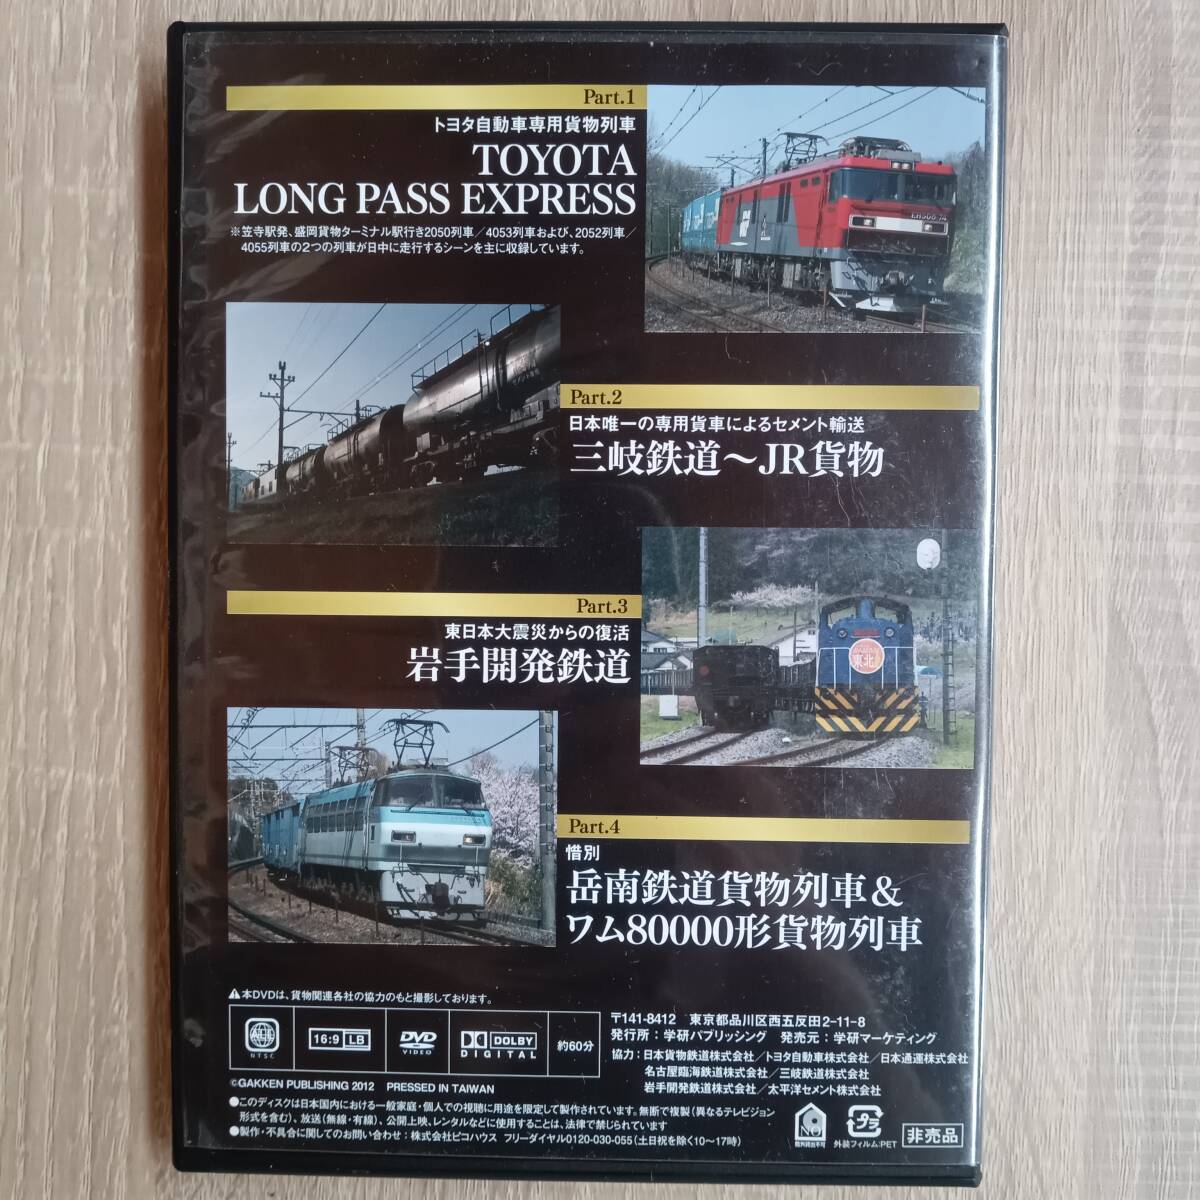 Part.1
トヨタ自動車専用貨物列車
TOYOTA
LONG PASS EXPRESS
※笠寺駅発、盛岡貨物ターミナル駅行き2050列車／4053列車および、2052列車／
4055列車の2つの列車が日中に走行するシーンを主に収録しています。
EH500 74
Part.2
日本唯一の専用貨車によるセメント輸送
三岐鉄道〜JR貨物
Part.3
東日本大震災からの復活
岩手開発鉄道
東北
Part.4
惜別
岳南鉄道貨物列車&
ワム80000形貨物列車
⚠本DVDは、貨物関連各社の協力のもと撮影しております。
ALL
NTSC
16:9 LB
DVD
VIDEO
DOLBY
DIGITAL
約60分
〒141-8412 東京都品川区西五反田2-11-8
発行所：学研パブリッシング 発売元：学研マーケティング
協力：日本貨物鉄道株式会社／トヨタ自動車株式会社／日本通運株式会社
名古屋臨海鉄道株式会社／三岐鉄道株式会社
岩手開発鉄道株式会社／太平洋セメント株式会社
©GAKKEN PUBLISHING 2012 PRESSED IN TAIWAN
●このディスクは日本国内における一般家庭・個人での視聴に用途を限定して製作されています。無断で複製(異なるテレビジョン
形式を含む)、放送(無線・有線)、公開上映、レンタルなどに使用することは、法律で禁じられています
●製作・不具合に関してのお問い合わせ：株式会社ピコハウス フリーダイヤル0120-030-055(土日祝を除く10〜17時)
NO
館外貸出不可
プラ
外装フィルム:PET
非売品